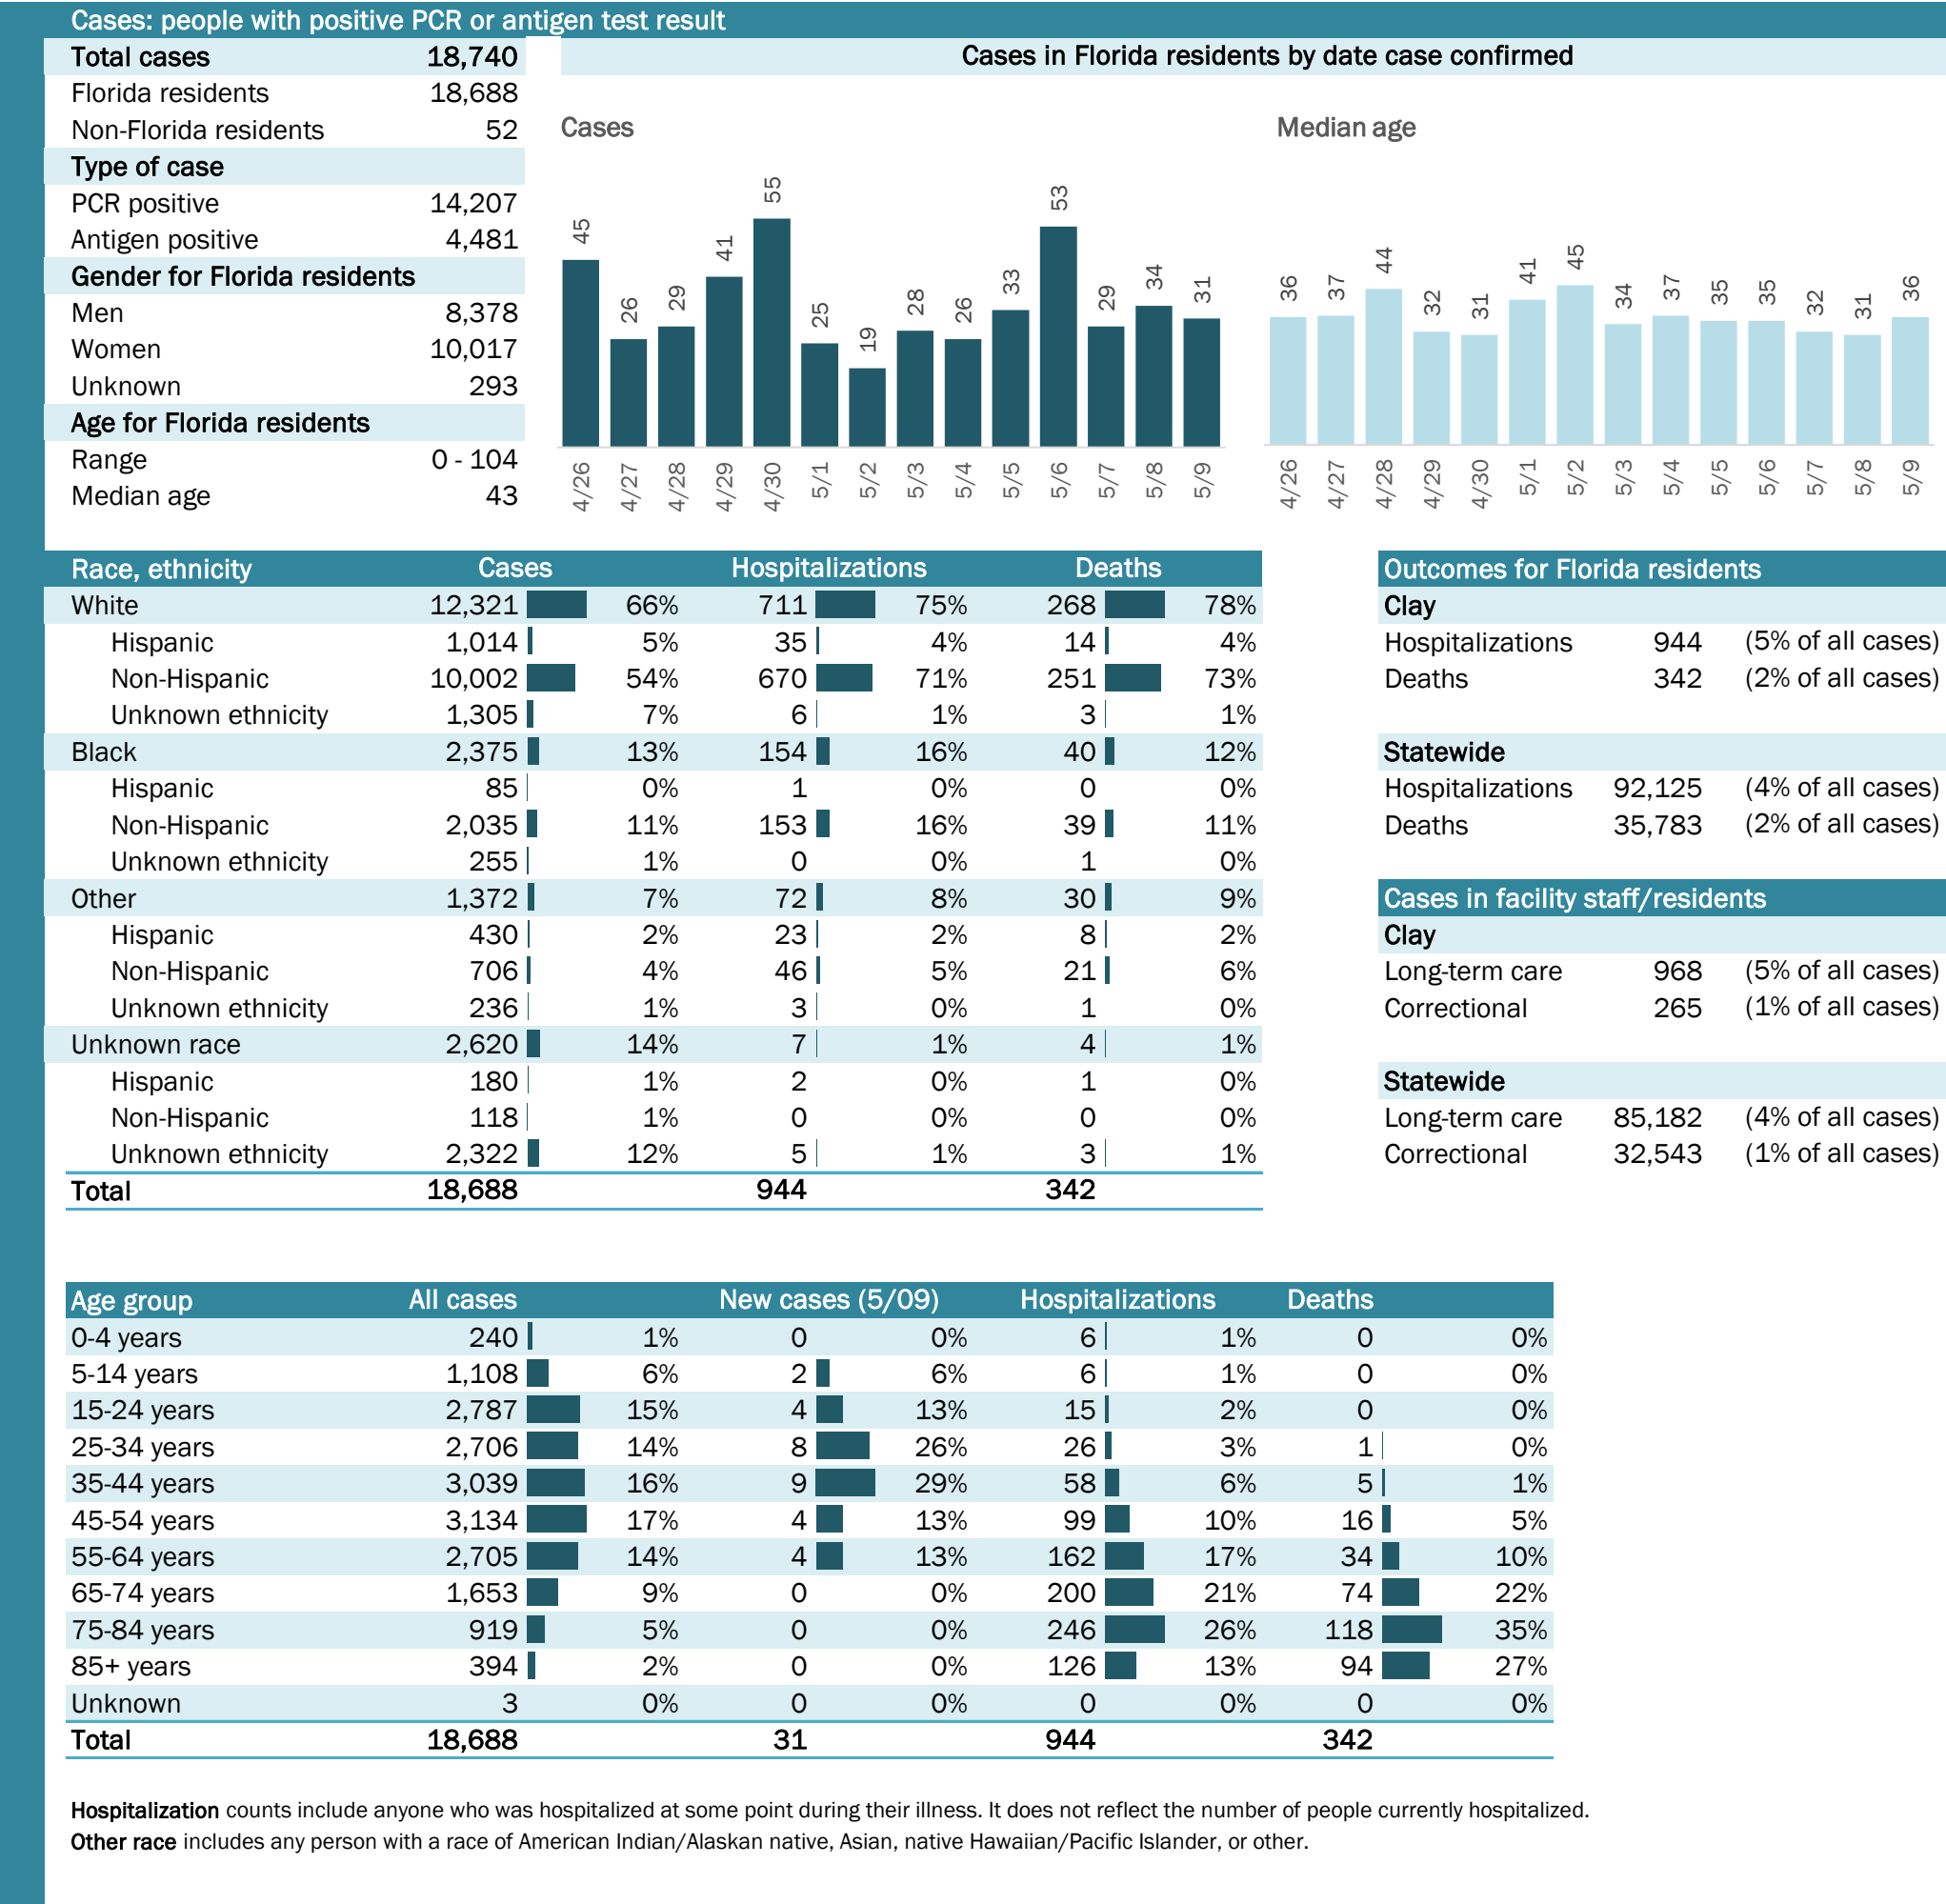 Cases: people with positive PCR or antigen test result
Total cases 18,740
Florida residents 18,688
Non-Florida residents 52
Type of case
PCR positive 14,207
Antigen positive 4,481
Gender for Florida residents
Men 8,378
Women 10,017
Unknown 293
Age for Florida residents
Range 0 - 104
Median age 43
Cases in Florida residents by date case confirmed
Cases
45 26 29 41 55 25 19 28 26 33 53 29 34 31
4/26 4/27 4/28 4/29 4/30 5/1 5/2 5/3 5/4 5/5 5/6 5/7 5/8 5/9
Median age
36 37 44 32 31 41 45 34 37 35 35 32 31 36
4/26 4/27 4/28 4/29 4/30 5/1 5/2 5/3 5/4 5/5 5/6 5/7 5/8 5/9
Race, ethnicity Cases Hospitalizations Deaths
White 12,321 66% 711 75% 268 78%
Hispanic 1,014 5% 35 4% 14 4%
Non-Hispanic 10,002 54% 670 71% 251 73%
Unknown ethnicity 1,305 7% 6 1% 3 1%
Black 2,375 13% 154 16% 40 12%
Hispanic 85 0% 1 0% 0 0%
Non-Hispanic 2,035 11% 153 16% 39 11%
Unknown ethnicity 255 1% 0 0% 1 0%
Other 1,372 7% 72 8% 30 9%
Hispanic 430 2% 23 2% 8 2%
Non-Hispanic 706 4% 46 5% 21 6%
Unknown ethnicity 236 1% 3 0% 1 0%
Unknown race 2,620 14% 7 1% 4 1%
Hispanic 180 1% 2 0% 1 0%
Non-Hispanic 118 1% 0 0% 0 0%
Unknown ethnicity 2,322 12% 5 1% 3 1%
Total 18,688 944 342
Outcomes for Florida residents
Clay
Hospitalizations 944 (5% of all cases)
Deaths 342 (2% of all cases)
Statewide
Hospitalizations 92,125 (4% of all cases)
Deaths 35,783 (2% of all cases)
Cases in facility staff/residents
Clay
Long-term care 968 (5% of all cases)
Correctional 265 (1% of all cases)
Statewide
Long-term care 85,182 (4% of all cases)
Correctional 32,543 (1% of all cases)
Age group All cases New cases (5/09) Hospitalizations Deaths
0-4 years 240 1% 0 0% 6 1% 0 0%
5-14 years 1,108 6% 2 6% 6 1% 0 0%
15-24 years 2,787 15% 4 13% 15 2% 0 0%
25-34 years 2,706 14% 8 26% 26 3% 1 0%
35-44 years 3,039 16% 9 29% 58 6% 5 1%
45-54 years 3,134 17% 4 13% 99 10% 16 5%
55-64 years 2,705 14% 4 13% 162 17% 34 10%
65-74 years 1,653 9% 0 0% 200 21% 74 22%
75-84 years 919 5% 0 0% 246 26% 118 35%
85+ years 394 2% 0 0% 126 13% 94 27%
Unknown 3 0% 0 0% 0 0% 0 0%
Total 18,688 31 944 342
Hospitalization counts include anyone who was hospitalized at some point during their illness. It does not reflect the number of people currently hospitalized.
Other race includes any person with a race of American Indian/Alaskan native, Asian, native Hawaiian/Pacific Islander, or other.